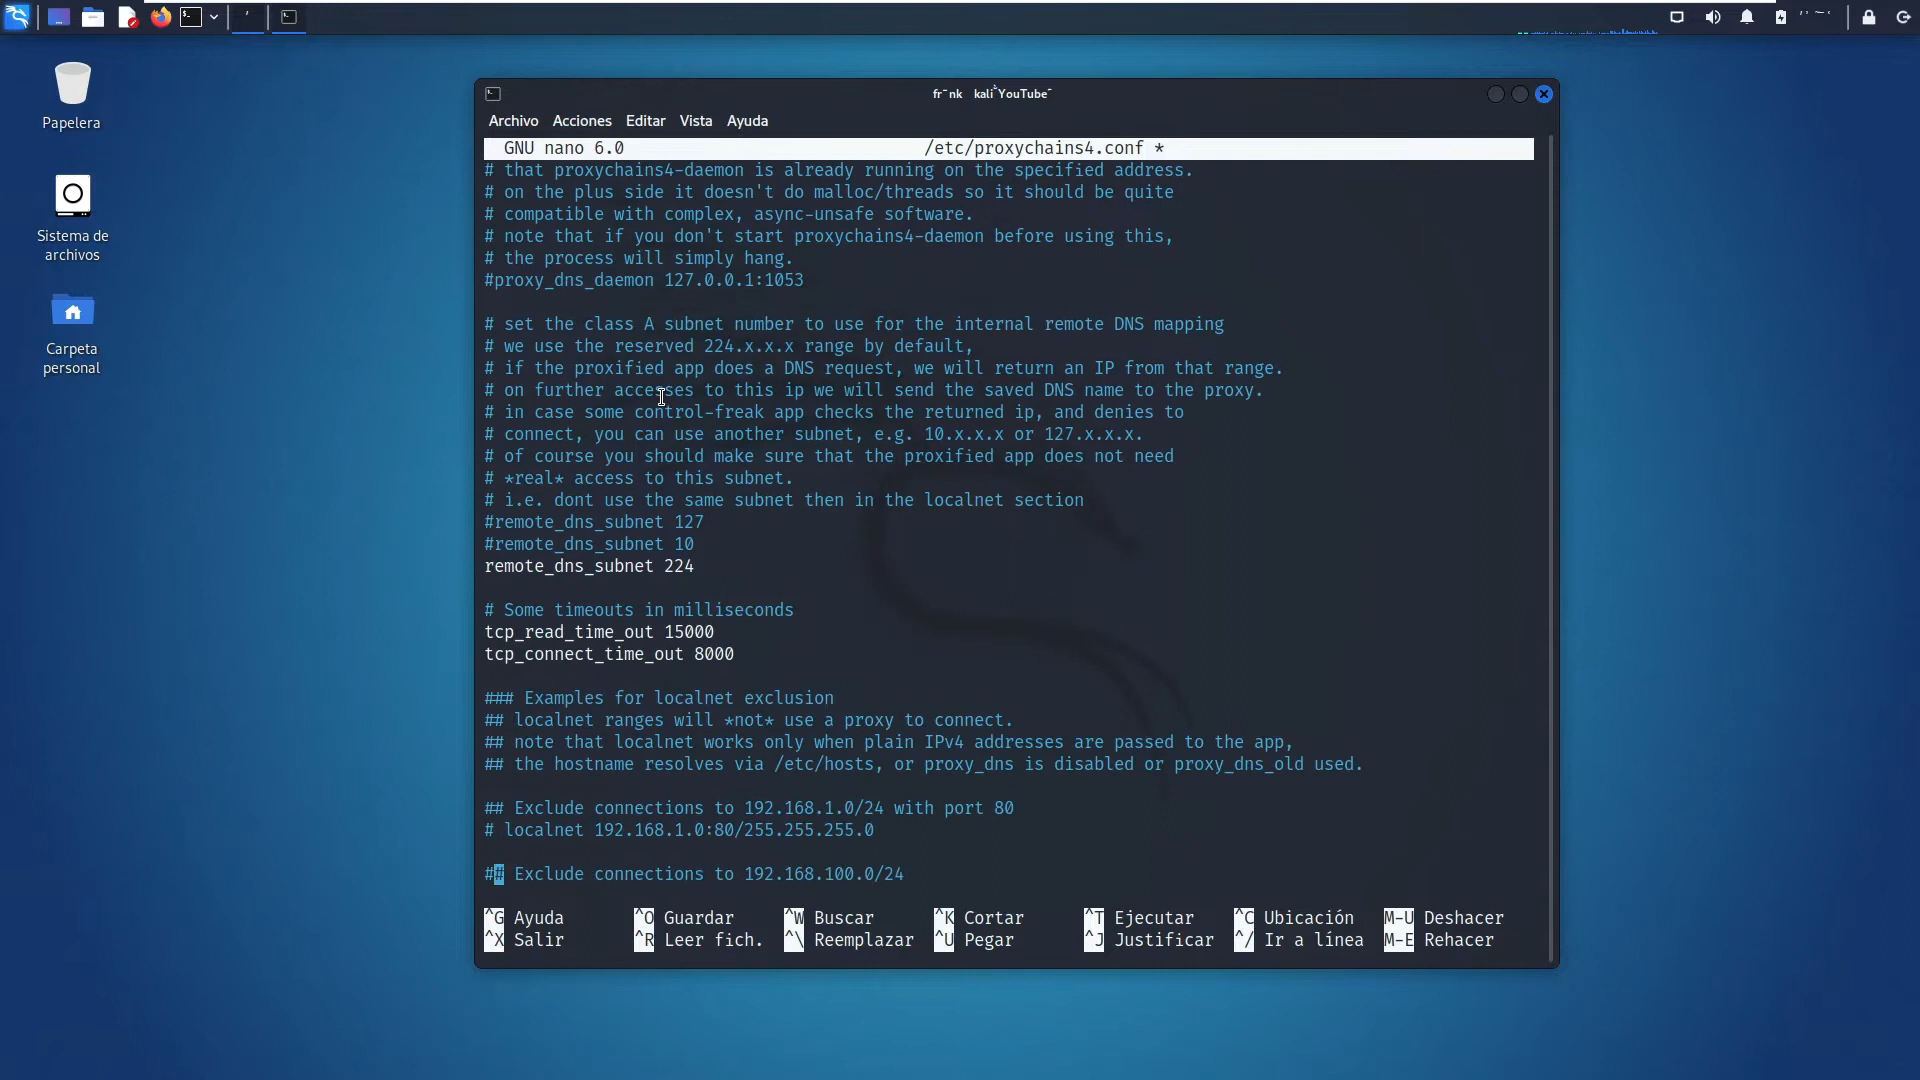 Papelera
Sistema de
archivos
Carpeta
personal
kali YouTube
Archivo Acciones Editar Vista Ayuda
GNU nano 6.0 /etc/proxychains4.conf *
# that proxychains4-daemon is already running on the specified address.
# on the plus side it doesn't do malloc/threads so it should be quite
# compatible with complex, async-unsafe software.
# note that if you don't start proxychains4-daemon before using this,
# the process will simply hang.
#proxy_dns_daemon 127.0.0.1:1053
# set the class A subnet number to use for the internal remote DNS mapping
# we use the reserved 224.x.x.x range by default,
# if the proxified app does a DNS request, we will return an IP from that range.
# on further accesses to this ip we will send the saved DNS name to the proxy.
# in case some control-freak app checks the returned ip, and denies to
# connect, you can use another subnet, e.g. 10.x.x.x or 127.x.x.x.
# of course you should make sure that the proxified app does not need
# *real* access to this subnet.
# i.e. dont use the same subnet then in the localnet section
#remote_dns_subnet 127
#remote_dns_subnet 10
remote_dns_subnet 224
# Some timeouts in milliseconds
tcp_read_time_out 15000
tcp_connect_time_out 8000
### Examples for localnet exclusion
## localnet ranges will *not* use a proxy to connect.
## note that localnet works only when plain IPv4 addresses are passed to the app,
## the hostname resolves via /etc/hosts, or proxy_dns is disabled or proxy_dns_old used.
## Exclude connections to 192.168.1.0/24 with port 80
# localnet 192.168.1.0:80/255.255.255.0
## Exclude connections to 192.168.100.0/24
^G Ayuda ^O Guardar ^W Buscar ^K Cortar ^T Ejecutar ^C Ubicación M-U Deshacer
^X Salir ^R Leer fich. ^\ Reemplazar ^U Pegar ^J Justificar ^/ Ir a línea M-E Rehacer